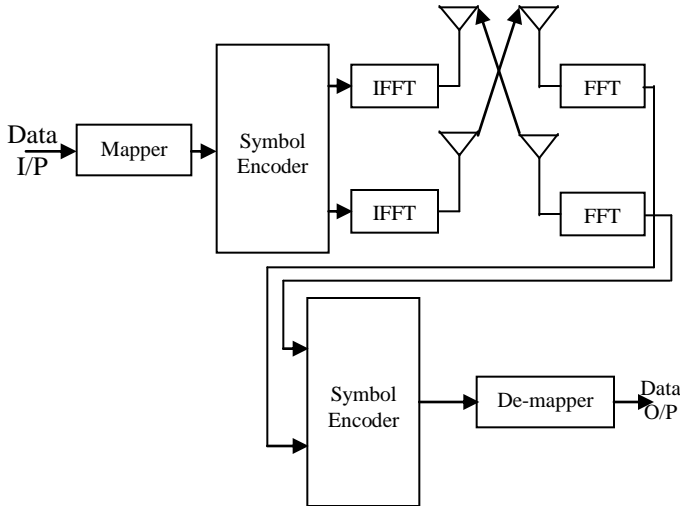 IFFT
FFT
Data
I/P
Mapper
Symbol
Encoder
IFFT
FFT
Symbol
Encoder
De-mapper
Data
O/P